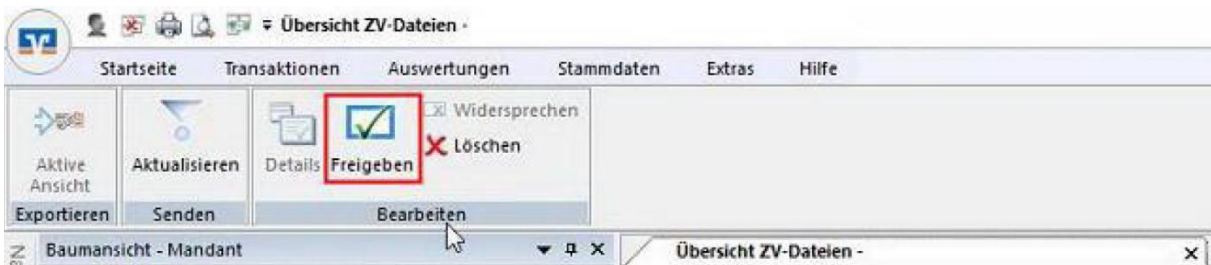 Übersicht ZV-Dateien -
Startseite Transaktionen Auswertungen Stammdaten Extras Hilfe
Aktive Ansicht
Aktualisieren
Details
Freigeben
Widersprechen
Löschen
Exportieren Senden Bearbeiten
Baumansicht - Mandant
Übersicht ZV-Dateien -